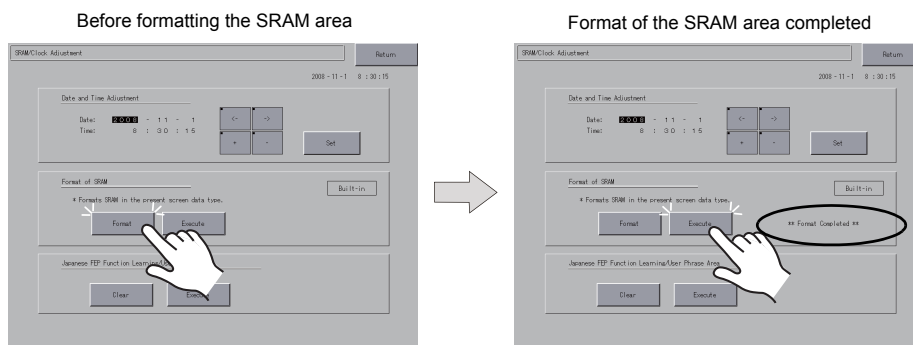 Before formatting the SRAM area
SRAM/Clock Adjustment
Return
2008 - 11 - 1 8 : 30 : 15
Date and Time Adjustment
Date: 2008 - 11 - 1
Time: 8 : 30 : 15
<- ->
+ -
Set
Format of SRAM
Built-in
* Formats SRAM in the present screen data type.
Format Execute
Japanese FEP Function Learning/Us
Clear Execu
Format of the SRAM area completed
SRAM/Clock Adjustment
Return
2008 - 11 - 1 8 : 30 : 15
Date and Time Adjustment
Date: 2008 - 11 - 1
Time: 8 : 30 : 15
<- ->
+ -
Set
Format of SRAM
Built-in
* Formats SRAM in the present screen data type.
Format Execute
** Format Completed **
Japanese FEP Function Learning/User Phrase Area
Clear Execute